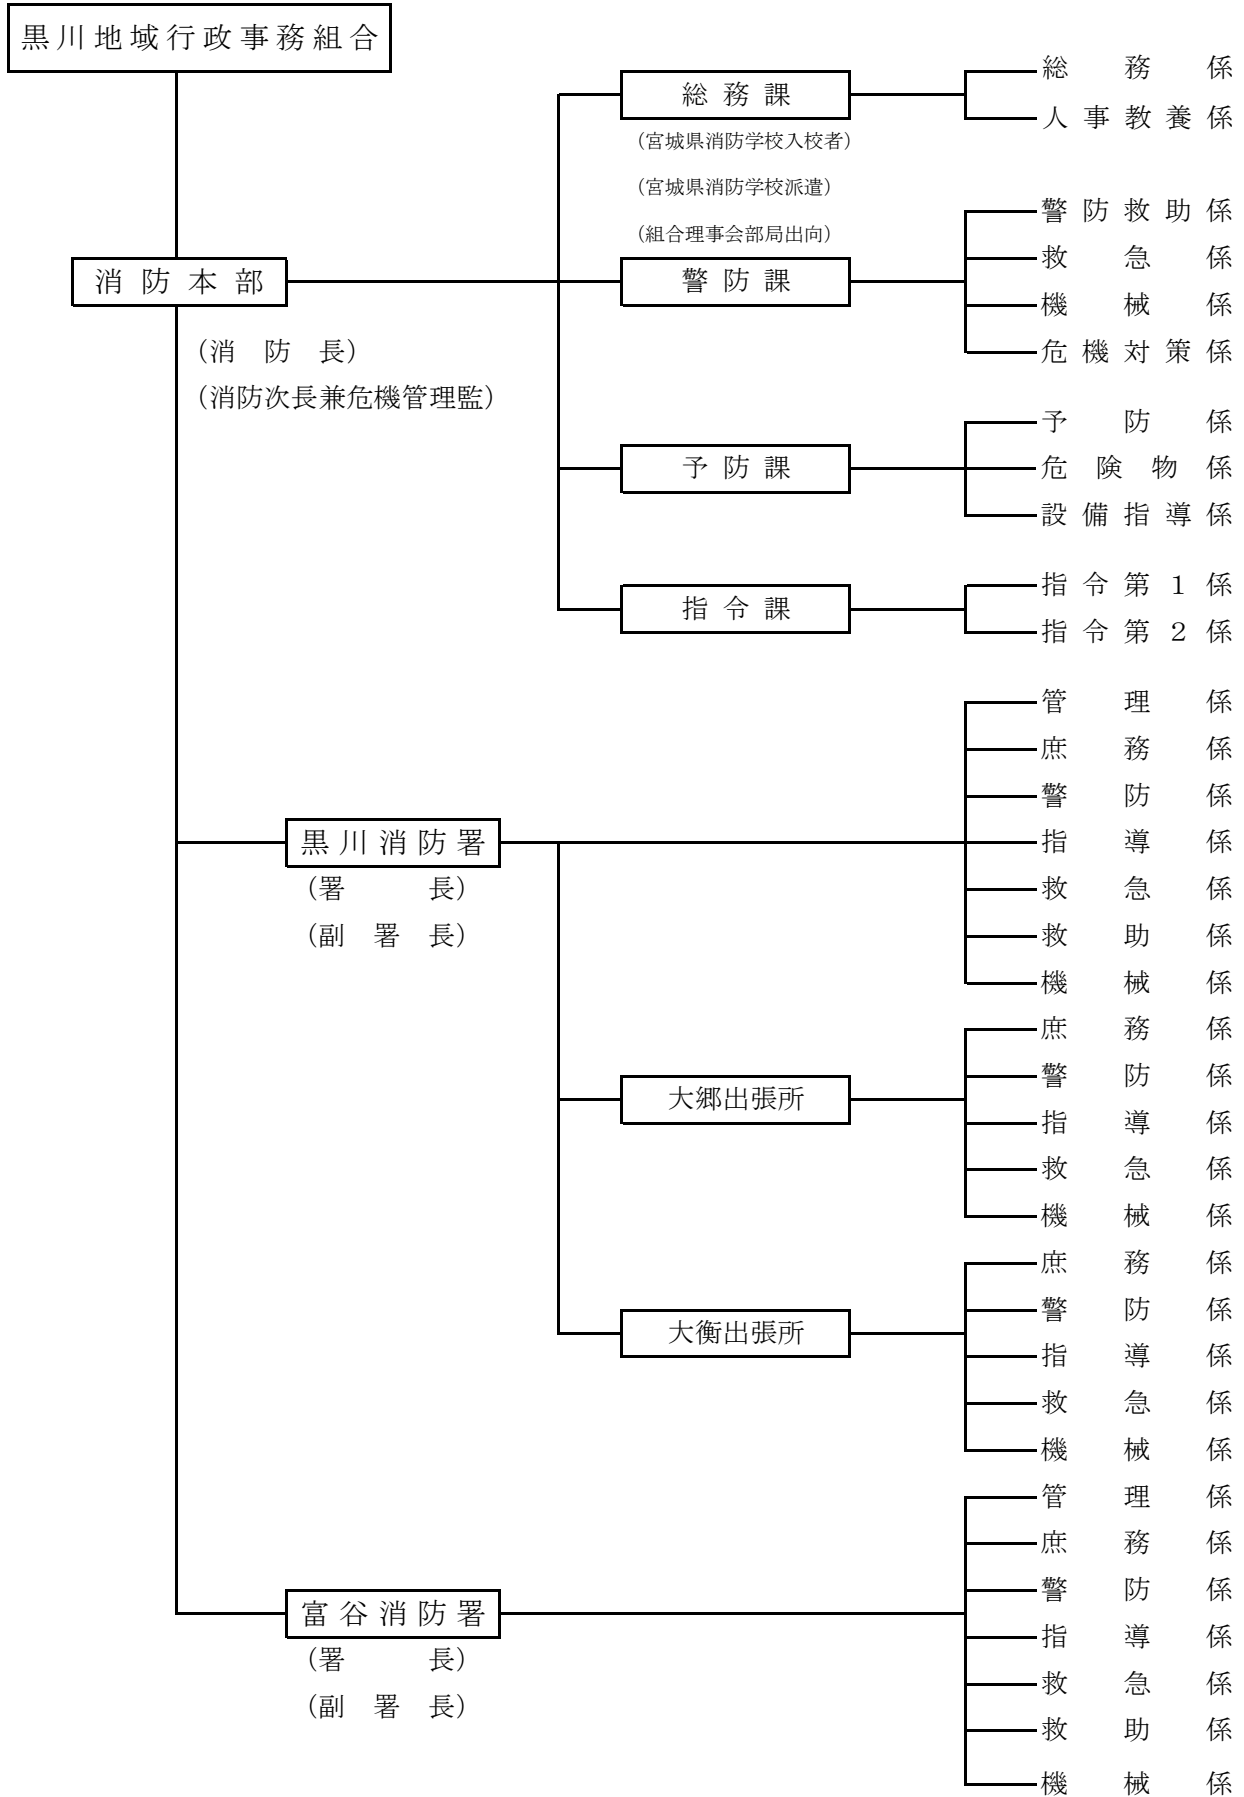 黒川地域行政事務組合
総務課
総務係
人事教養係
(宮城県消防学校入校者)
(宮城県消防学校派遣)
(組合理事会部局出向)
消防本部
(消防長)
(消防次長兼危機管理監)
警防課
警防救助係
救急係
機械係
危機対策係
予防課
予防係
危険物係
設備指導係
指令課
指令第１係
指令第２係
黒川消防署
(署長)
(副署長)
管理係
庶務係
警防係
指導係
救急係
救助係
機械係
大郷出張所
庶務係
警防係
指導係
救急係
機械係
大衡出張所
庶務係
警防係
指導係
救急係
機械係
富谷消防署
(署長)
(副署長)
管理係
庶務係
警防係
指導係
救急係
救助係
機械係